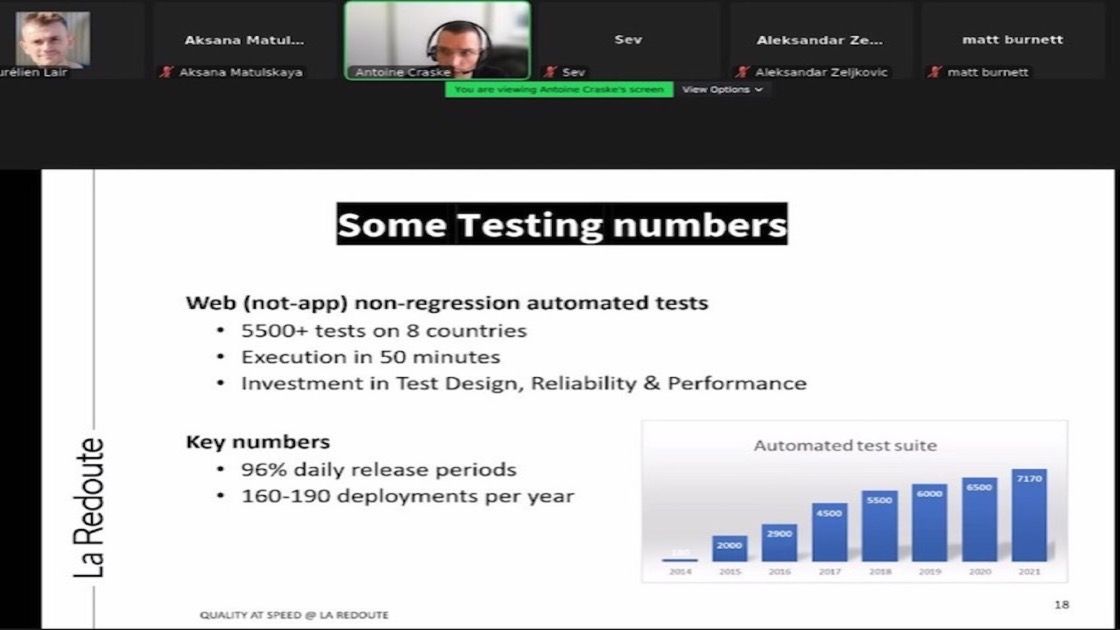 Aksana Matul...
Sev
Aleksandar Ze...
matt burnett
urélien Lair
Aksana Matulskaya
Antoine Craske
Sev
Aleksandar Zeljkovic
matt burnett
You are viewing Antoine Craske's screen
View Options
Some Testing numbers
Web (not-app) non-regression automated tests
• 5500+ tests on 8 countries
• Execution in 50 minutes
• Investment in Test Design, Reliability & Performance
Key numbers
• 96% daily release periods
• 160-190 deployments per year
La Redoute
Automated test suite
180
2000
2900
4500
5500
6000
6500
7170
2014 2015 2016 2017 2018 2019 2020 2021
QUALITY AT SPEED @ LA REDOUTE
18